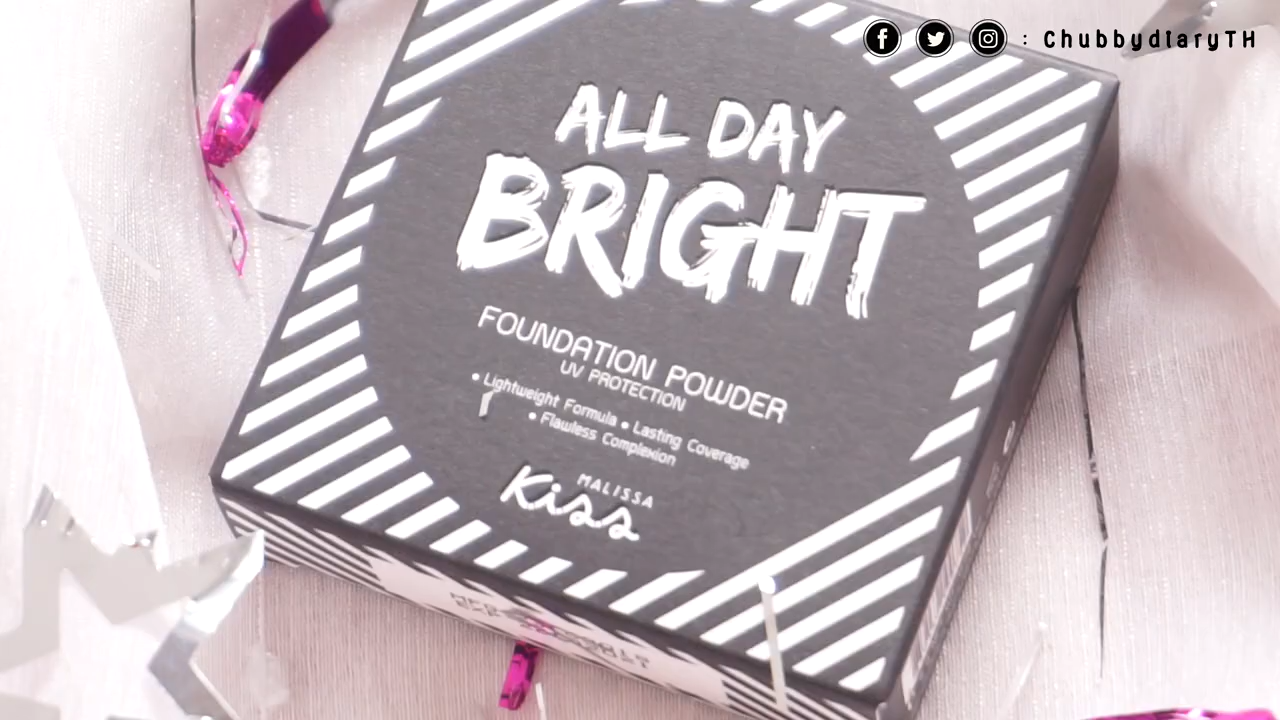 : ChubbydiaryTH
ALL DAY
BRIGHT
FOUNDATION POWDER
UV PROTECTION
• Lightweight Formula • Lasting Coverage
• Flawless Complexion
MALISSA
Kiss